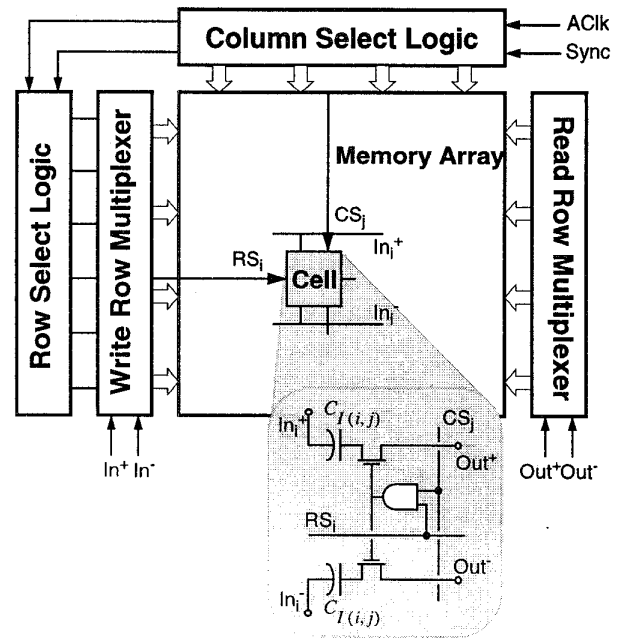 Column Select Logic
AClk
Sync
Row Select Logic
Write Row Multiplexer
Memory Array
Read Row Multiplexer
CSj
Ini+
RSi
Cell
Ini-
In+ In-
Out+ Out-
Ini+
CI(i,j)
CSj
Out+
RSi
Out-
Ini-
CI(i,j)